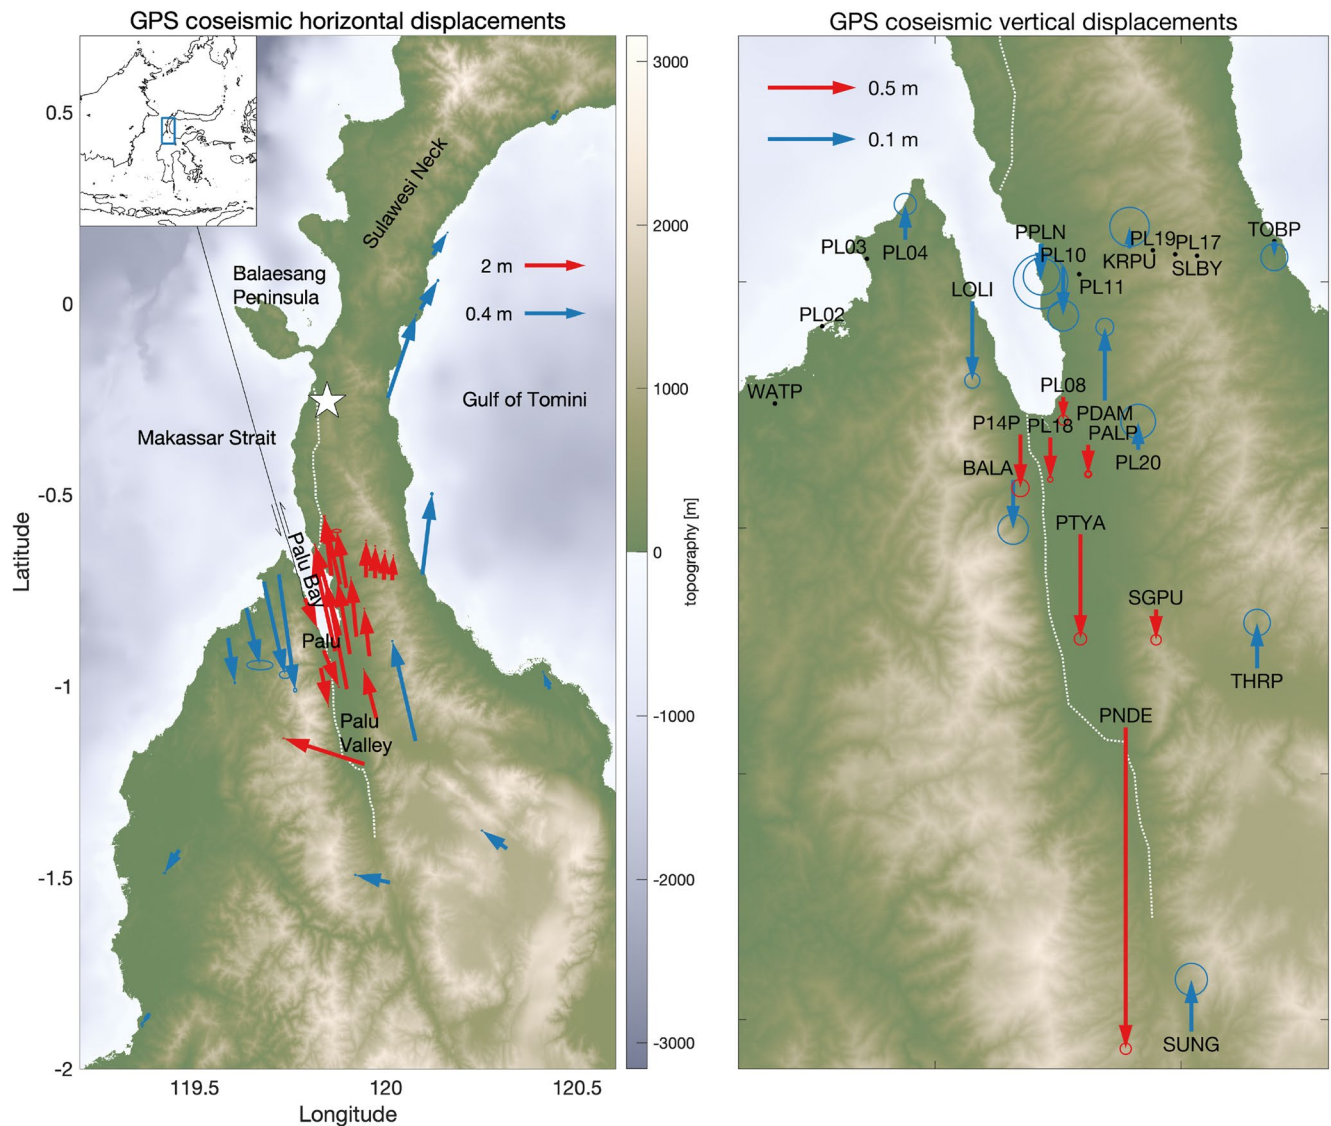 GPS coseismic horizontal displacements
0.5
0
-0.5
-1
-1.5
-2
Latitude
119.5
120
120.5
Longitude
Sulawesi Neck
Balaesang
Peninsula
2 m
0.4 m
Gulf of Tomini
Makassar Strait
Palu Bay
Palu
Palu
Valley
3000
2000
1000
0
-1000
-2000
-3000
topography [m]
GPS coseismic vertical displacements
0.5 m
0.1 m
PL03
PL04
PPLN
PL10
PL19
PL17
TOBP
KRPU
SLBY
PL11
LOLI
PL02
WATP
PL08
P14P
PL18
PDAM
PALP
BALA
PL20
PTYA
SGPU
THRP
PNDE
SUNG